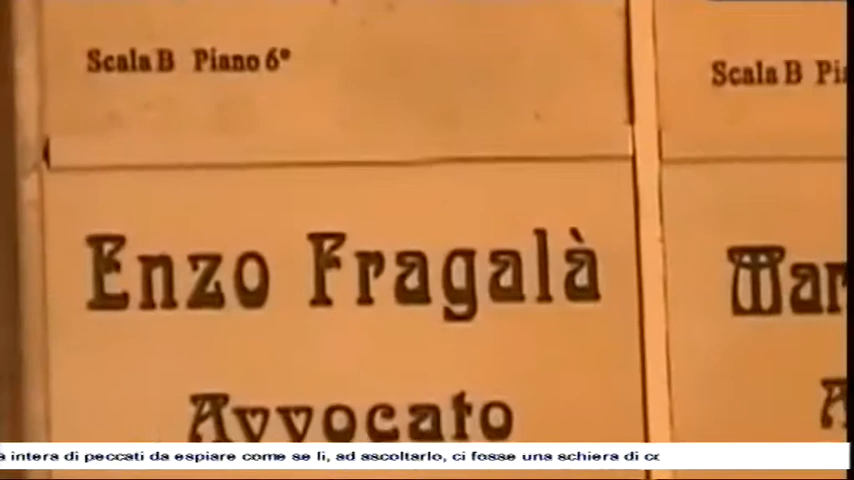 Scala B Piano 6°
Scala B
Enzo Fragalà
Avvocato
intera di peccati da espiare come se lì, ad ascoltarlo, ci fosse una schiera di